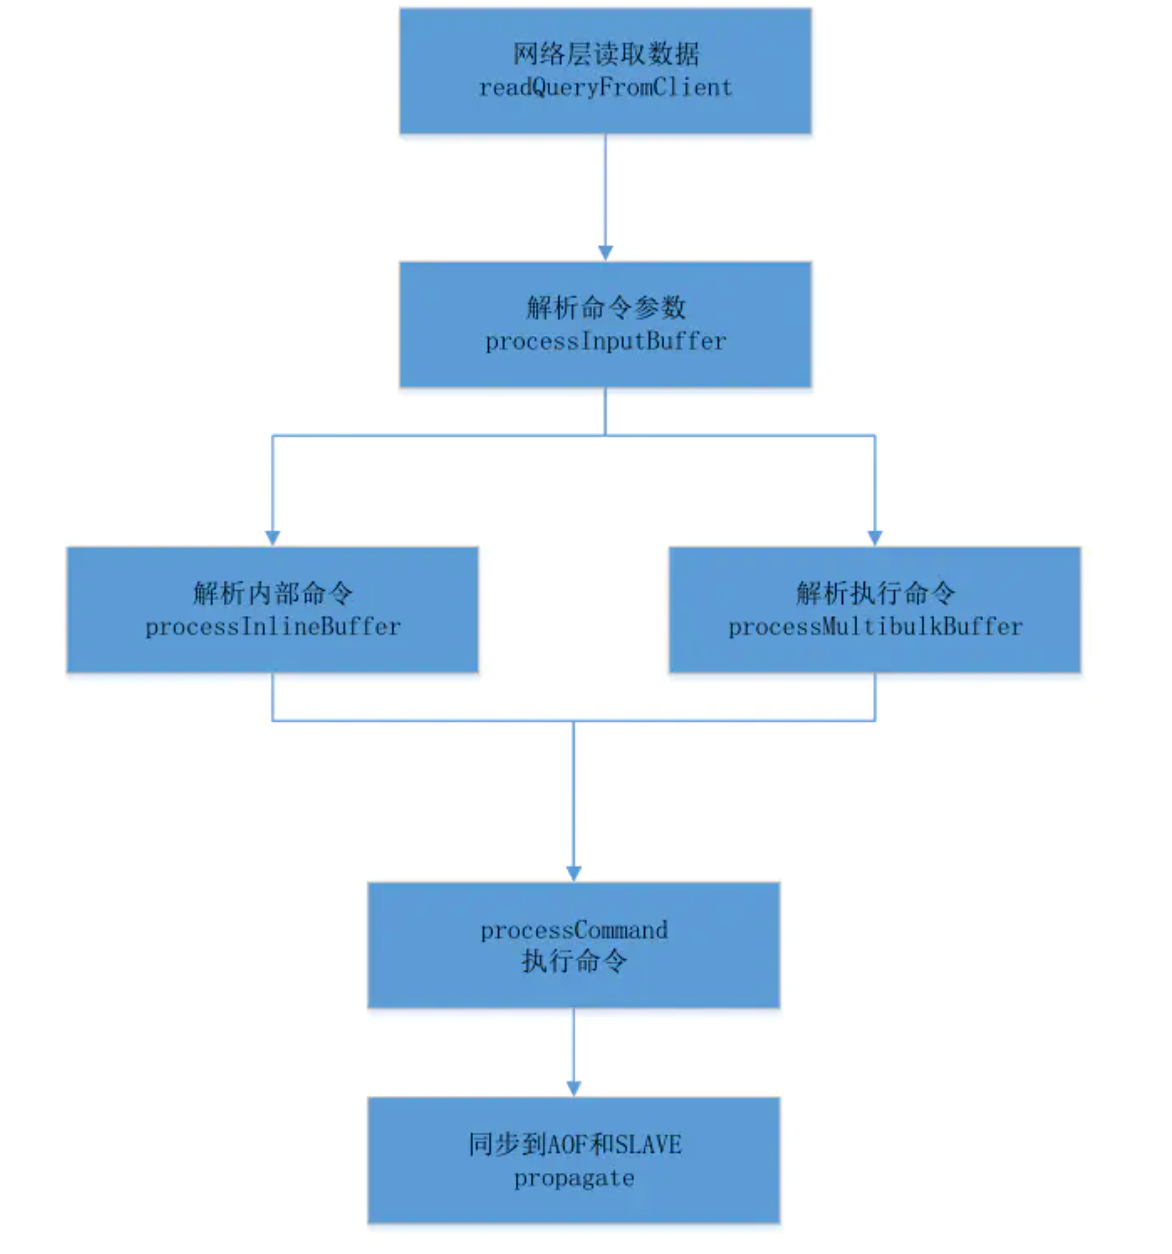 网络层读取数据
readQueryFromClient
解析命令参数
processInputBuffer
解析内部命令
processInlineBuffer
解析执行命令
processMultibulkBuffer
processCommand
执行命令
同步到AOF和SLAVE
propagate